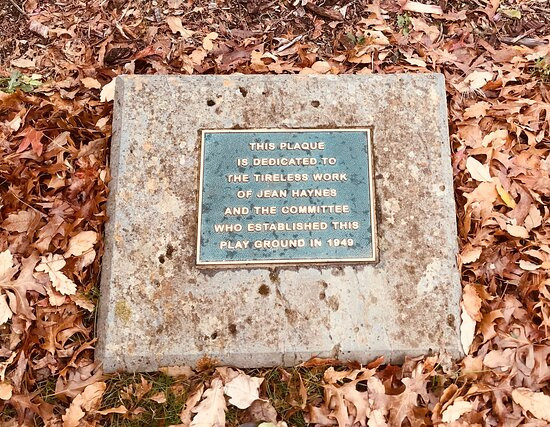 THIS PLAQUE
IS DEDICATED TO
THE TIRELESS WORK
OF JEAN HAYNES
AND THE COMMITTEE
WHO ESTABLISHED THIS
PLAY GROUND IN 1949